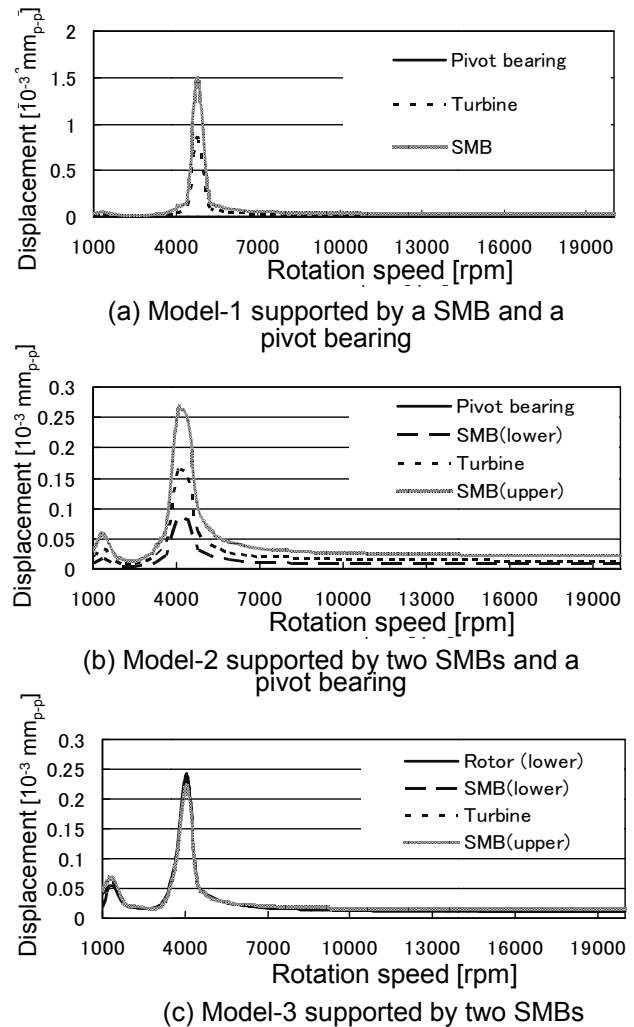 Displacement [10⁻³ mm_p-p]
2
1.5
1
0.5
0
Pivot bearing
Turbine
SMB
1000 4000 7000 10000 13000 16000 19000
Rotation speed [rpm]
(a) Model-1 supported by a SMB and a
pivot bearing
Displacement [10⁻³ mm_p-p]
0.3
0.25
0.2
0.15
0.1
0.05
0
Pivot bearing
SMB(lower)
Turbine
SMB(upper)
1000 4000 7000 10000 13000 16000 19000
Rotation speed [rpm]
(b) Model-2 supported by two SMBs and a
pivot bearing
Displacement [10⁻³ mm_p-p]
0.3
0.25
0.2
0.15
0.1
0.05
0
Rotor (lower)
SMB(lower)
Turbine
SMB(upper)
1000 4000 7000 10000 13000 16000 19000
Rotation speed [rpm]
(c) Model-3 supported by two SMBs